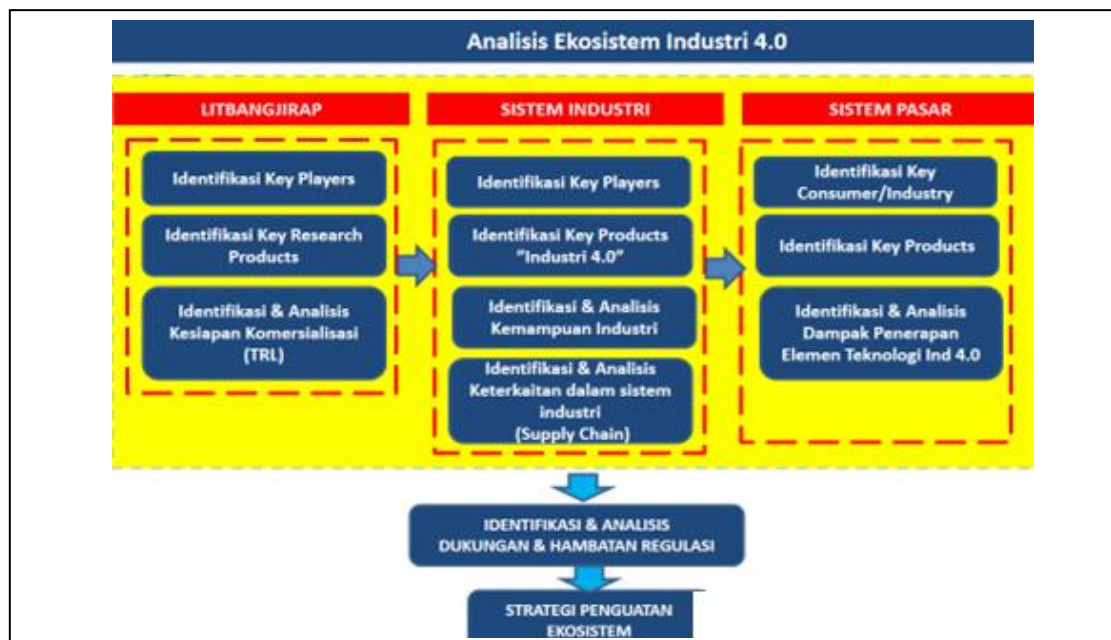 Analisis Ekosistem Industri 4.0
LITBANGJIRAP
Identifikasi Key Players
Identifikasi Key Research
Products
Identifikasi & Analisis
Kesiapan Komersialisasi
(TRL)
SISTEM INDUSTRI
Identifikasi Key Players
Identifikasi Key Products
"Industri 4.0"
Identifikasi & Analisis
Kemampuan Industri
Identifikasi & Analisis
Keterkaitan dalam sistem
industri
(Supply Chain)
SISTEM PASAR
Identifikasi Key
Consumer/Industry
Identifikasi Key Products
Identifikasi & Analisis
Dampak Penerapan
Elemen Teknologi Ind 4.0
IDENTIFIKASI & ANALISIS
DUKUNGAN & HAMBATAN REGULASI
STRATEGI PENGUATAN
EKOSISTEM